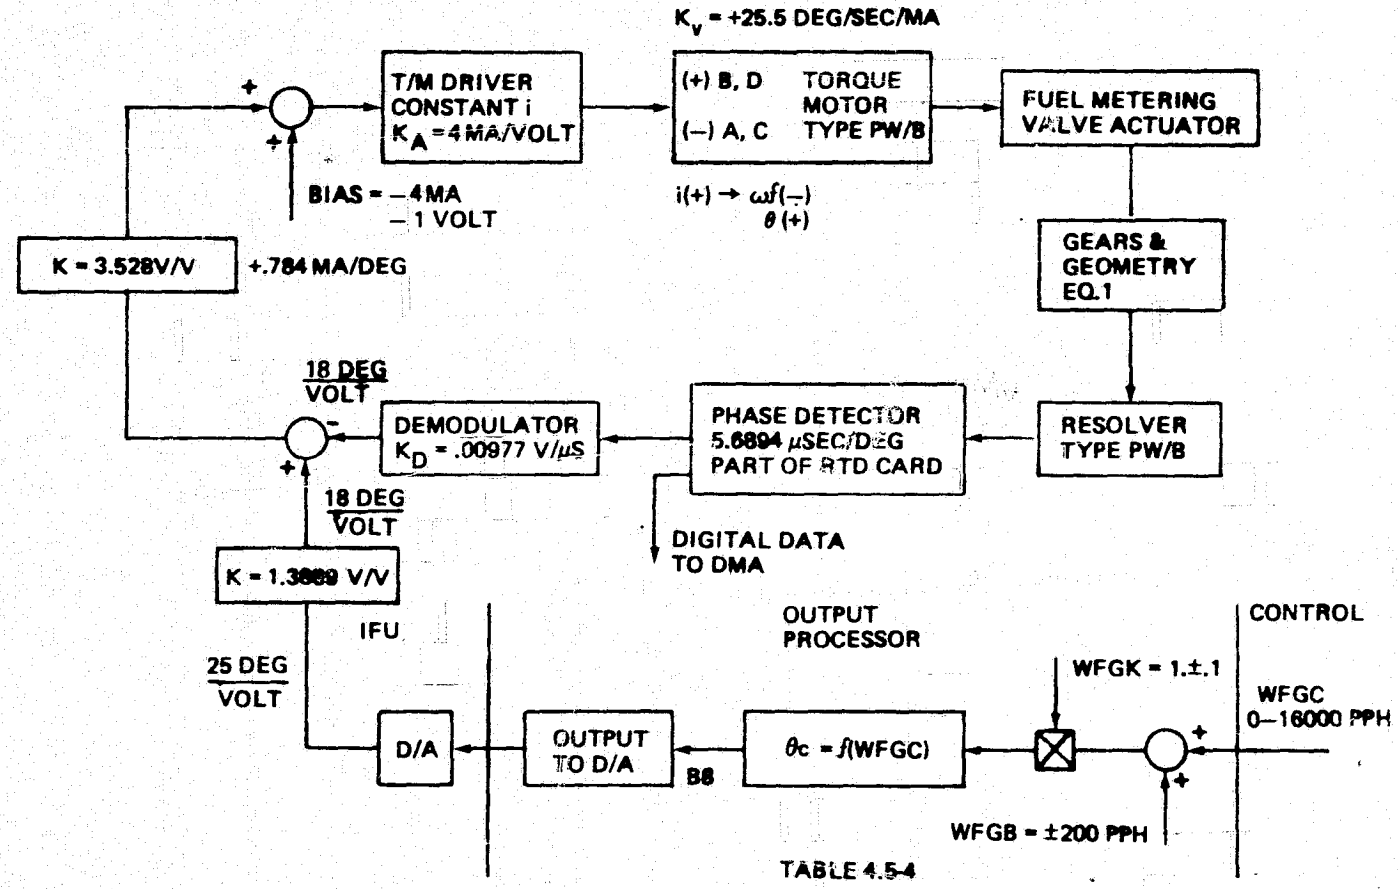 K_v = +25.5 DEG/SEC/MA
T/M DRIVER
CONSTANT i
K_A = 4 MA/VOLT
(+) B, D TORQUE
MOTOR
(−) A, C TYPE PW/B
FUEL METERING
VALVE ACTUATOR
+
+
BIAS = −4 MA
− 1 VOLT
i(+) → ωf(−)
θ (+)
K = 3.528V/V
+.784 MA/DEG
GEARS &
GEOMETRY
EQ.1
18 DEG
VOLT
−
+
DEMODULATOR
K_D = .00977 V/μS
PHASE DETECTOR
5.6894 μSEC/DEG
PART OF RTD CARD
RESOLVER
TYPE PW/B
18 DEG
VOLT
DIGITAL DATA
TO DMA
K = 1.3889 V/V
IFU
OUTPUT
PROCESSOR
CONTROL
25 DEG
VOLT
WFGK = 1.±.1
WFGC
0−16000 PPH
D/A
OUTPUT
TO D/A
B8
θc = f(WFGC)
+
+
WFGB = ±200 PPH
TABLE 4.5-4